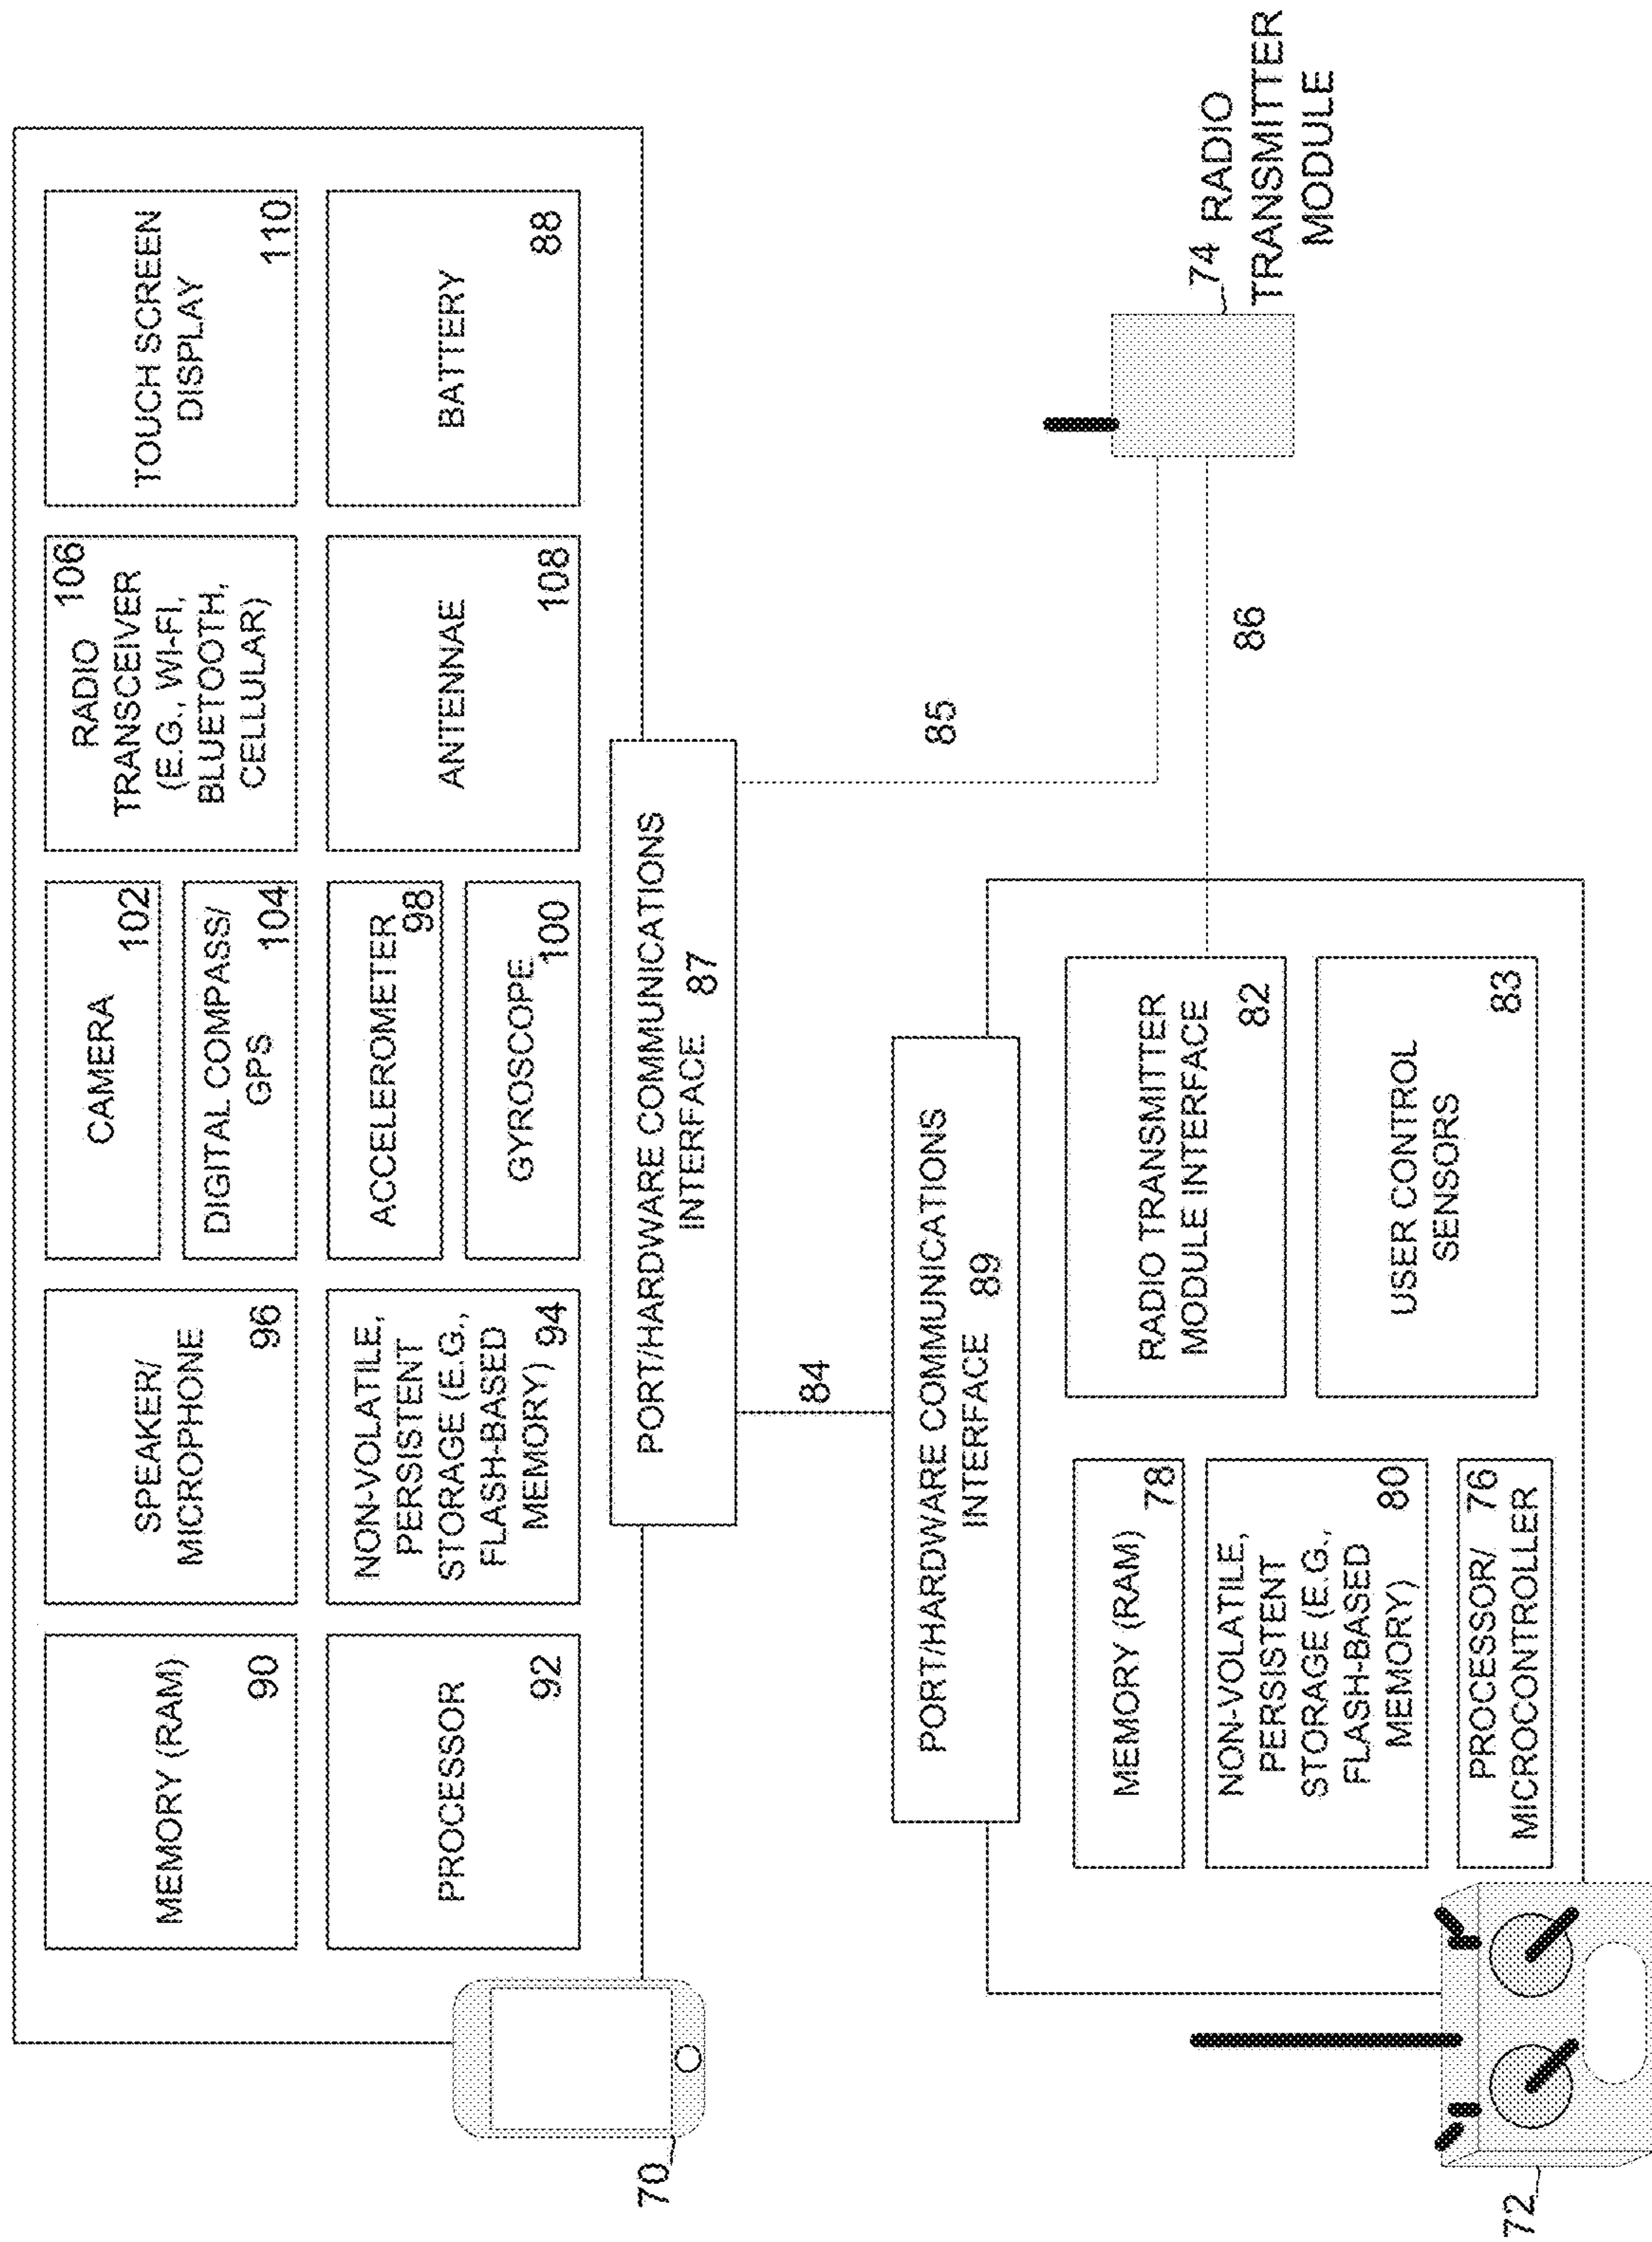 MEMORY (RAM)
90
SPEAKER/
MICROPHONE
96
CAMERA
102
DIGITAL COMPASS/
GPS
104
RADIO
106
TRANSCEIVER
(E.G., WI-FI,
BLUETOOTH,
CELLULAR)
TOUCH SCREEN
DISPLAY
110
PROCESSOR
92
NON-VOLATILE,
PERSISTENT
STORAGE (E.G.,
FLASH-BASED
MEMORY) 94
ACCELEROMETER
98
GYROSCOPE
100
ANTENNAE
108
BATTERY
88
70
PORT/HARDWARE COMMUNICATIONS
INTERFACE 87
84
85
86
PORT/HARDWARE COMMUNICATIONS
INTERFACE 89
MEMORY (RAM)
78
NON-VOLATILE,
PERSISTENT
STORAGE (E.G.,
FLASH-BASED
MEMORY)
80
PROCESSOR/ 76
MICROCONTROLLER
RADIO TRANSMITTER
MODULE INTERFACE
82
USER CONTROL
SENSORS
83
72
74 RADIO
TRANSMITTER
MODULE